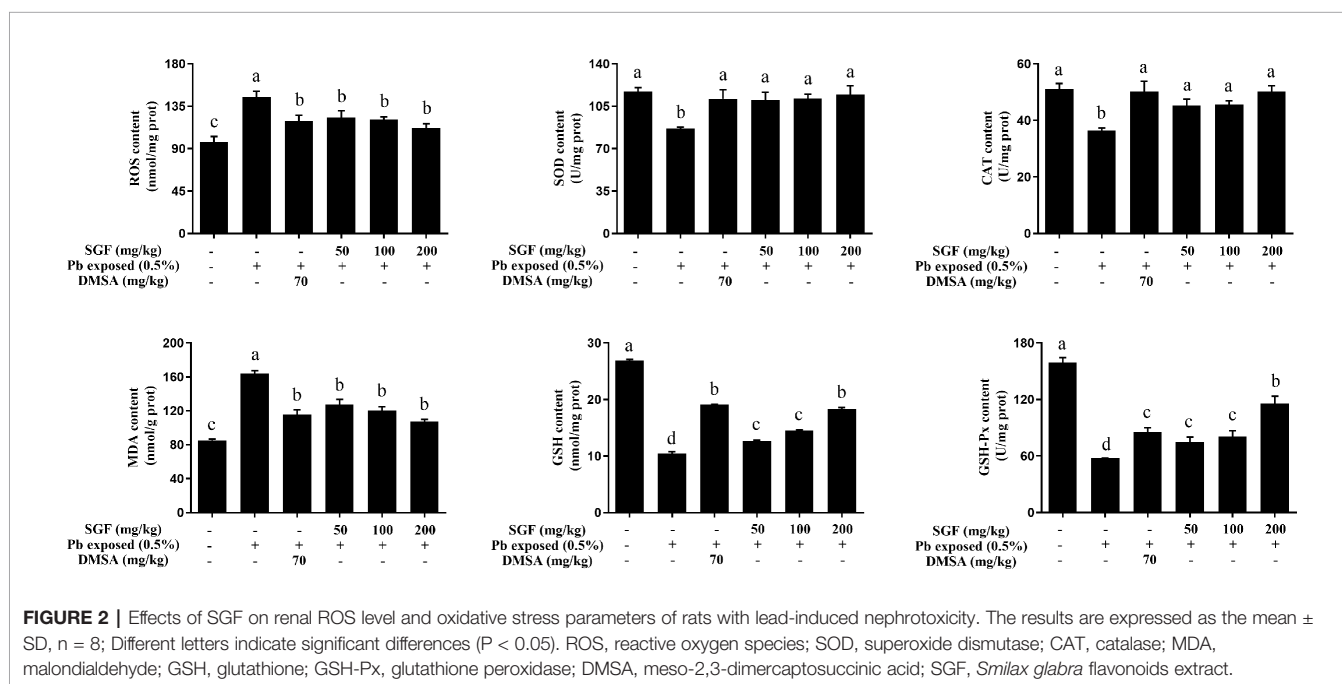 180
135
90
45
0
ROS content
(nmol/mg prot)
c
a
b
b
b
b
SGF (mg/kg) - - - 50 100 200
Pb exposed (0.5%) - + + + + +
DMSA (mg/kg) - - 70 - - -
140
105
70
35
0
SOD content
(U/mg prot)
a
b
a
a
a
a
SGF (mg/kg) - - - 50 100 200
Pb exposed (0.5%) - + + + + +
DMSA (mg/kg) - - 70 - - -
60
40
20
0
CAT content
(U/mg prot)
a
b
a
a
a
a
SGF (mg/kg) - - - 50 100 200
Pb exposed (0.5%) - + + + + +
DMSA (mg/kg) - - 70 - - -
200
160
120
80
40
0
MDA content
(nmol/g prot)
c
a
b
b
b
b
SGF (mg/kg) - - - 50 100 200
Pb exposed (0.5%) - + + + + +
DMSA (mg/kg) - - 70 - - -
30
20
10
0
GSH content
(nmol/mg prot)
a
d
b
c
c
b
SGF (mg/kg) - - - 50 100 200
Pb exposed (0.5%) - + + + + +
DMSA (mg/kg) - - 70 - - -
180
120
60
0
GSH-Px content
(U/mg prot)
a
d
c
c
c
b
SGF (mg/kg) - - - 50 100 200
Pb exposed (0.5%) - + + + + +
DMSA (mg/kg) - - 70 - - -
FIGURE 2 | Effects of SGF on renal ROS level and oxidative stress parameters of rats with lead-induced nephrotoxicity. The results are expressed as the mean ±
SD, n = 8; Different letters indicate significant differences (P < 0.05). ROS, reactive oxygen species; SOD, superoxide dismutase; CAT, catalase; MDA,
malondialdehyde; GSH, glutathione; GSH-Px, glutathione peroxidase; DMSA, meso-2,3-dimercaptosuccinic acid; SGF, Smilax glabra flavonoids extract.